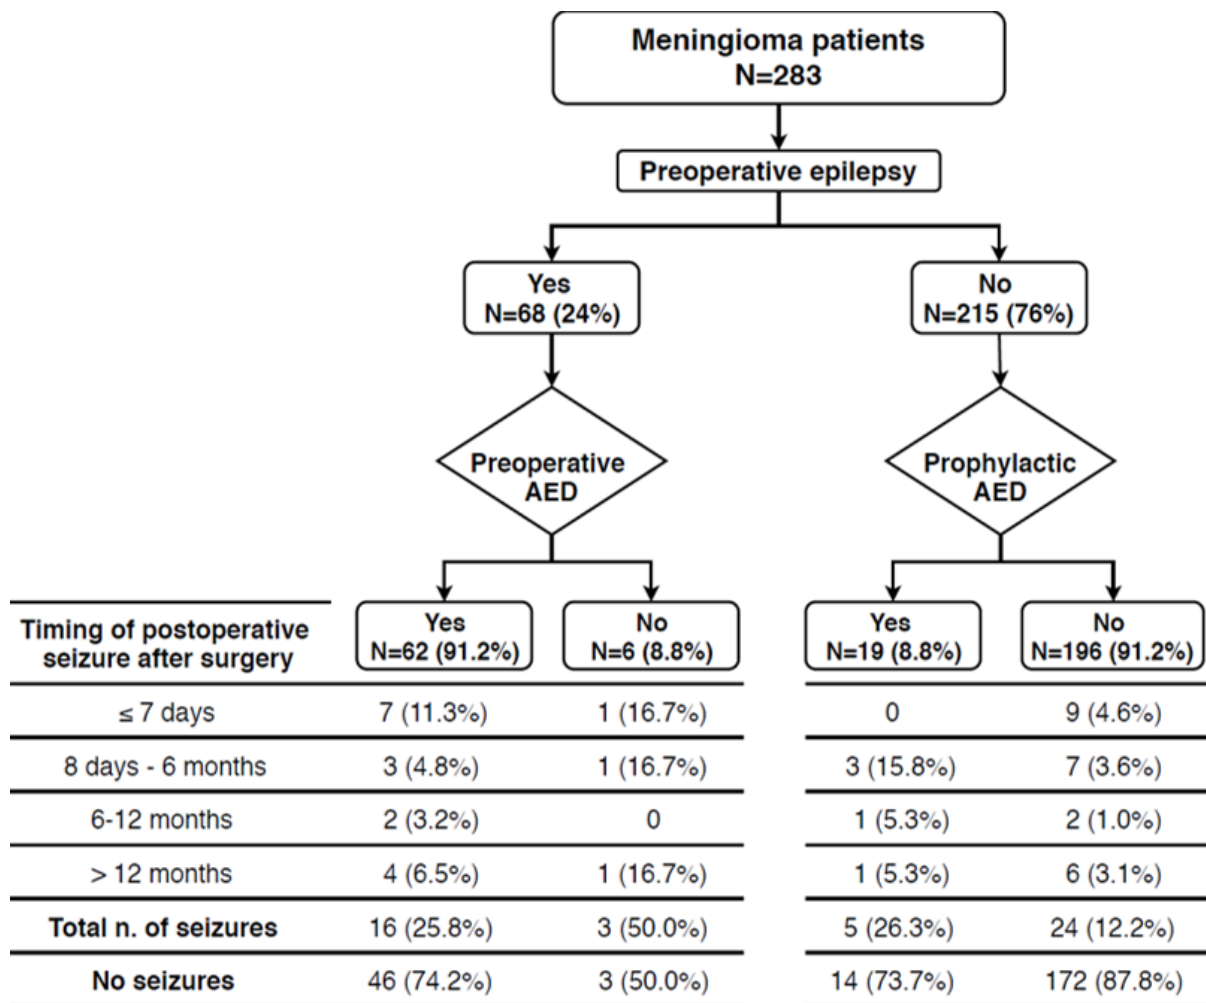 Meningioma patients
N=283
Preoperative epilepsy
Yes
N=68 (24%)
No
N=215 (76%)
Preoperative
AED
Prophylactic
AED
Timing of postoperative
seizure after surgery
Yes
N=62 (91.2%)
No
N=6 (8.8%)
Yes
N=19 (8.8%)
No
N=196 (91.2%)
≤ 7 days 7 (11.3%) 1 (16.7%) 0 9 (4.6%)
8 days - 6 months 3 (4.8%) 1 (16.7%) 3 (15.8%) 7 (3.6%)
6-12 months 2 (3.2%) 0 1 (5.3%) 2 (1.0%)
> 12 months 4 (6.5%) 1 (16.7%) 1 (5.3%) 6 (3.1%)
Total n. of seizures 16 (25.8%) 3 (50.0%) 5 (26.3%) 24 (12.2%)
No seizures 46 (74.2%) 3 (50.0%) 14 (73.7%) 172 (87.8%)